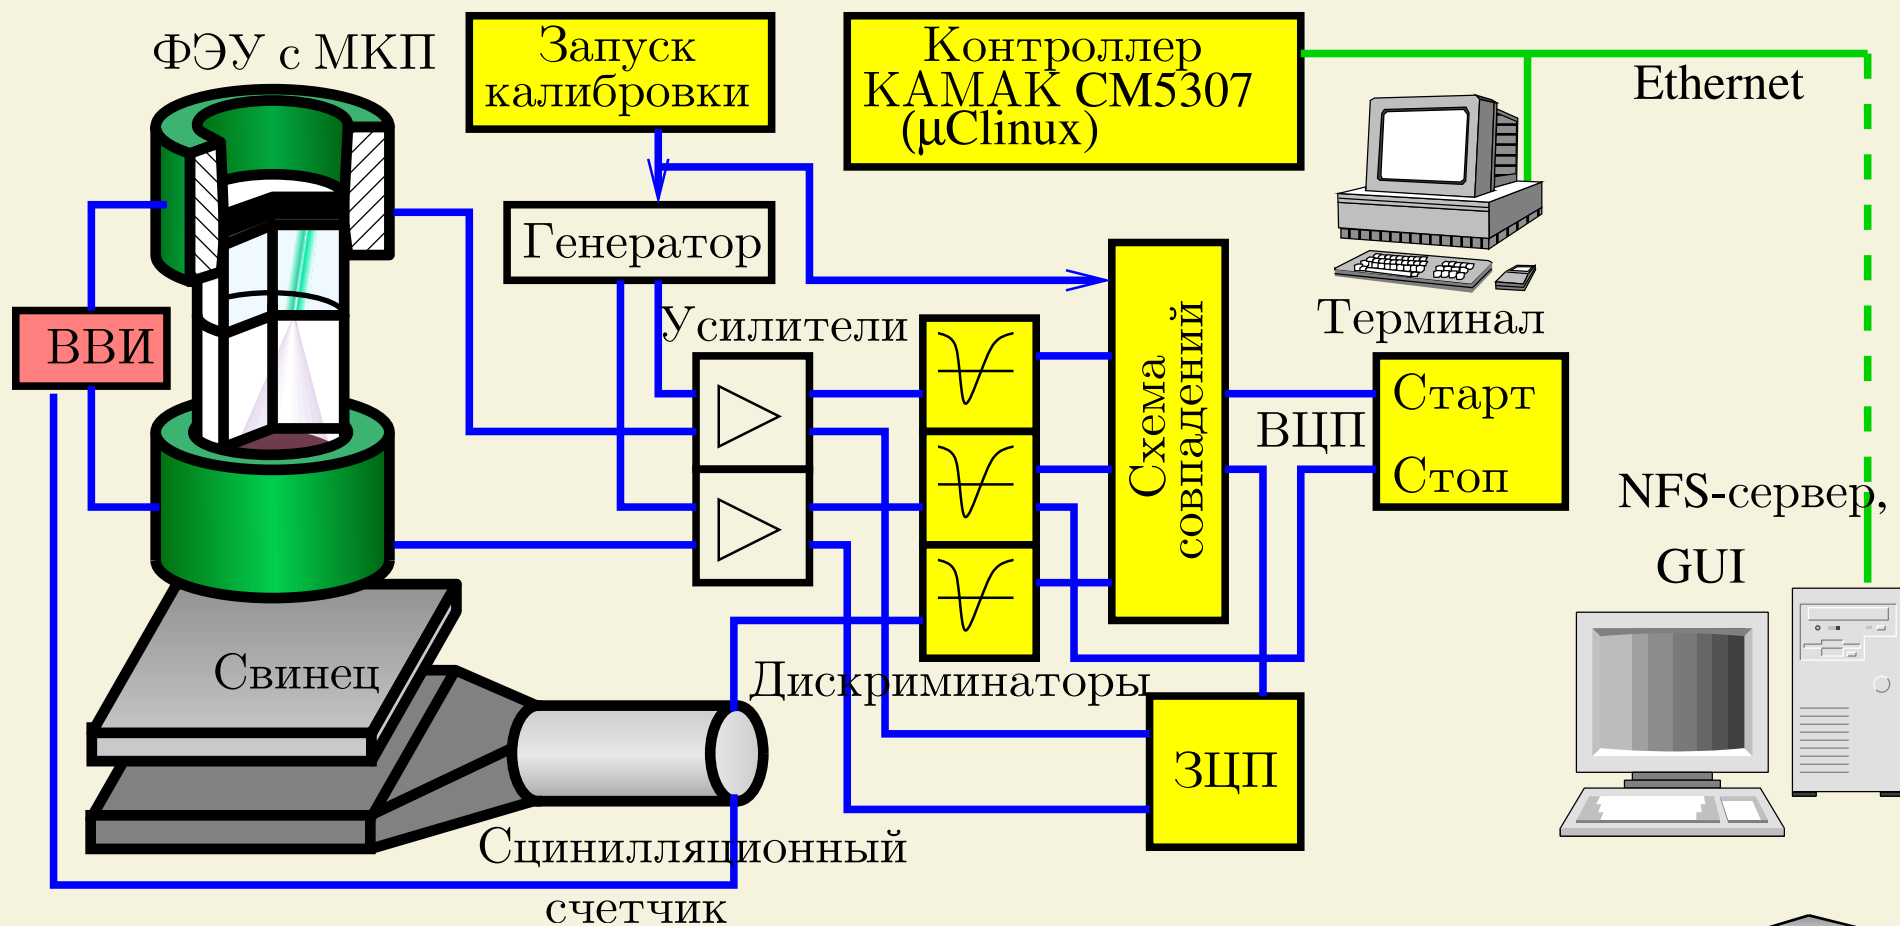 ФЭУ с МКП
Запуск
калибровки
Контроллер
КАМАК СМ5307
(µClinux)
Ethernet
Генератор
Терминал
Усилители
ВВИ
Схема
совпадений
Старт
ВЦП
Стоп
NFS-сервер,
GUI
Свинец
Дискриминаторы
ЗЦП
Сцинилляционный
счетчик